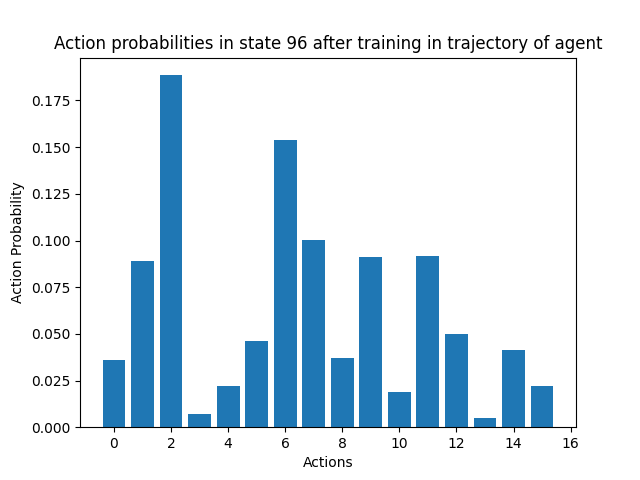 Action probabilities in state 96 after training in trajectory of agent
0.175
0.150
0.125
0.100
0.075
0.050
0.025
0.000
Action Probability
0 2 4 6 8 10 12 14 16
Actions